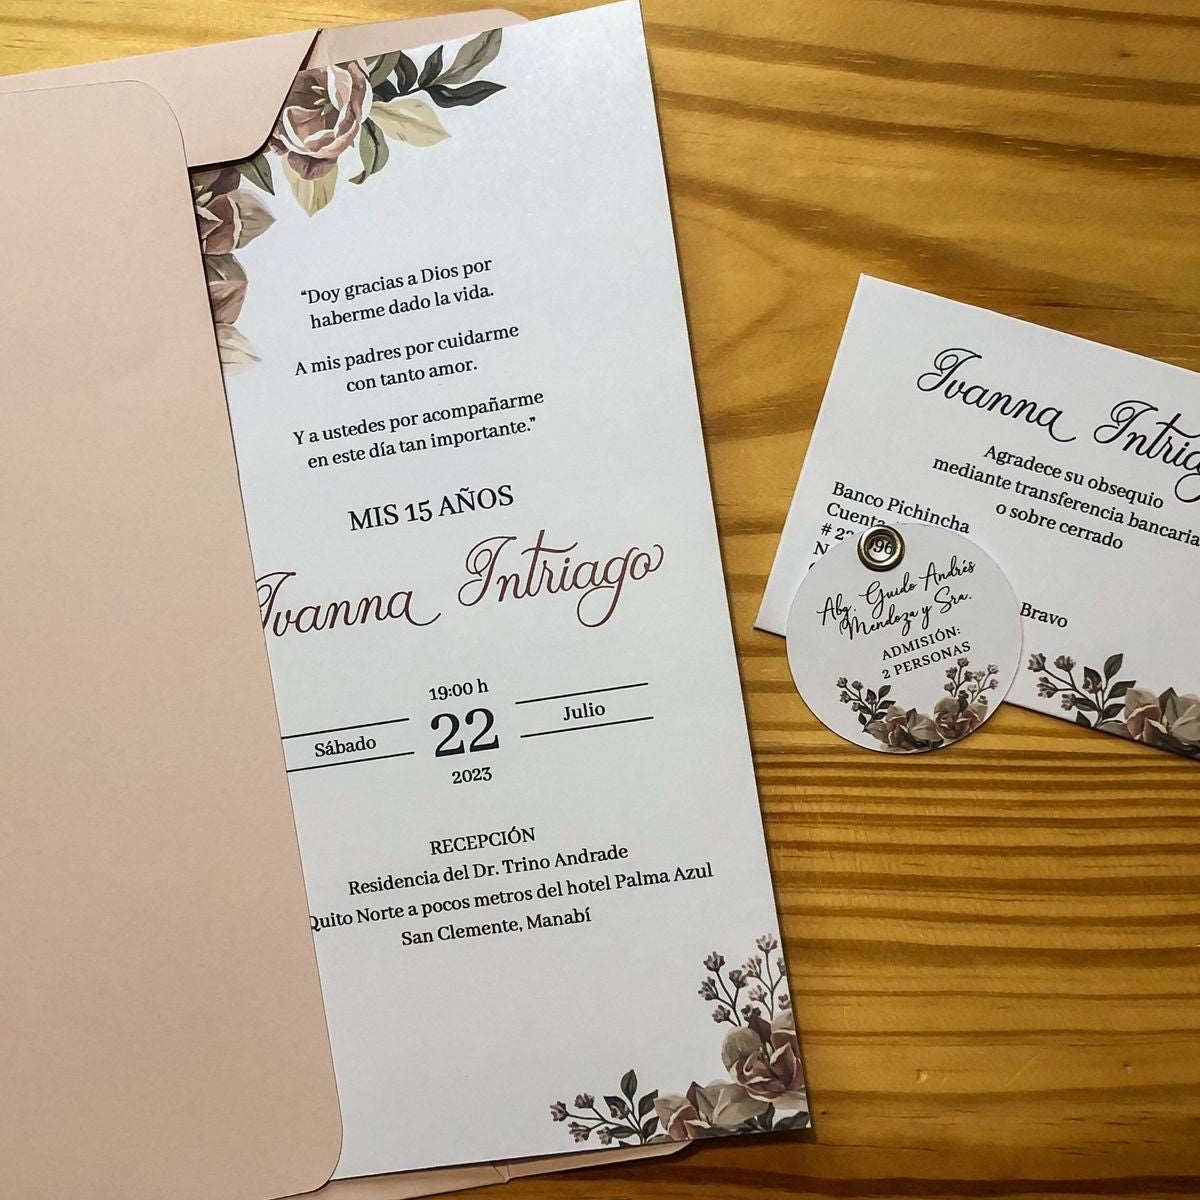 “Doy gracias a Dios por
haberme dado la vida.
A mis padres por cuidarme
con tanto amor.
Y a ustedes por acompañarme
en este día tan importante.”
MIS 15 AÑOS
Ivanna Intriago
19:00 h
Sábado 22 Julio
2023
RECEPCIÓN
Residencia del Dr. Trino Andrade
Quito Norte a pocos metros del hotel Palma Azul
San Clemente, Manabí
Ivanna Intriago
Agradece su obsequio
mediante transferencia bancaria
o sobre cerrado
Banco Pichincha
Cuenta
#
Bravo
Abg. Guido Andrés
Mendoza y Sra.
ADMISIÓN:
2 PERSONAS